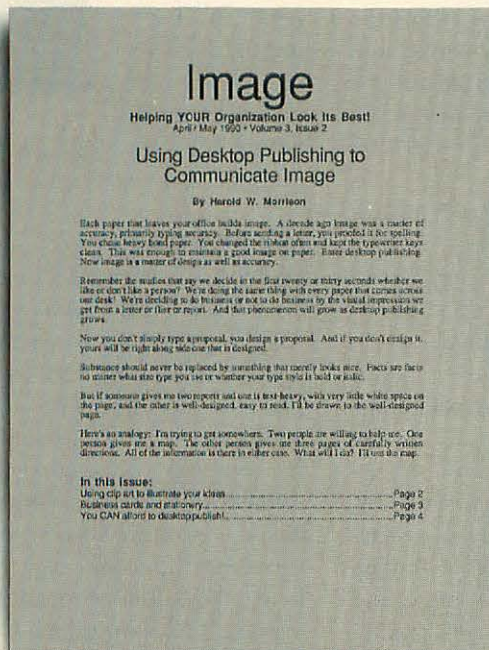 Image
Helping YOUR Organization Look Its Best!
April • May 1990 • Volume 3, Issue 2
Using Desktop Publishing to
Communicate Image
By Harold W. Morrison
Each paper that leaves your office builds image. A decade ago image was a matter of
accuracy, primarily typing accuracy. Before sending a letter, you proofed it for spelling.
You chose heavy bond paper. You changed the ribbon often and kept the typewriter keys
clean. This was enough to maintain a good image on paper. Enter desktop publishing.
Now image is a matter of design as well as accuracy.
Remember the studies that say we decide in the first twenty or thirty seconds whether we
like or don't like a person? We're doing the same thing with every paper that comes across
our desk! We're deciding to do business or not to do business by the visual impression we
get from a letter or flier or report. And that phenomenon will grow as desktop publishing
grows.
Now you don't simply type a proposal, you design a proposal. And if you don't design it,
yours will be right along side one that is designed.
Substance should never be replaced by something that merely looks nice. Facts are facts
no matter what size type you use or whether your type style is bold or italic.
But if someone gives me two reports and one is text-heavy, with very little white space on
the page, and the other is well-designed, easy to read, I'll be drawn to the well-designed
page.
Here's an analogy: I'm trying to get somewhere. Two people are willing to help me. One
person gives me a map. The other person gives me three pages of carefully written
directions. All of the information is there in either case. What will I do? I'll use the map.
In this issue:
Using clip art to illustrate your ideas.....Page 2
Business cards and stationery.....Page 3
You CAN afford to desktop publish!.....Page 4